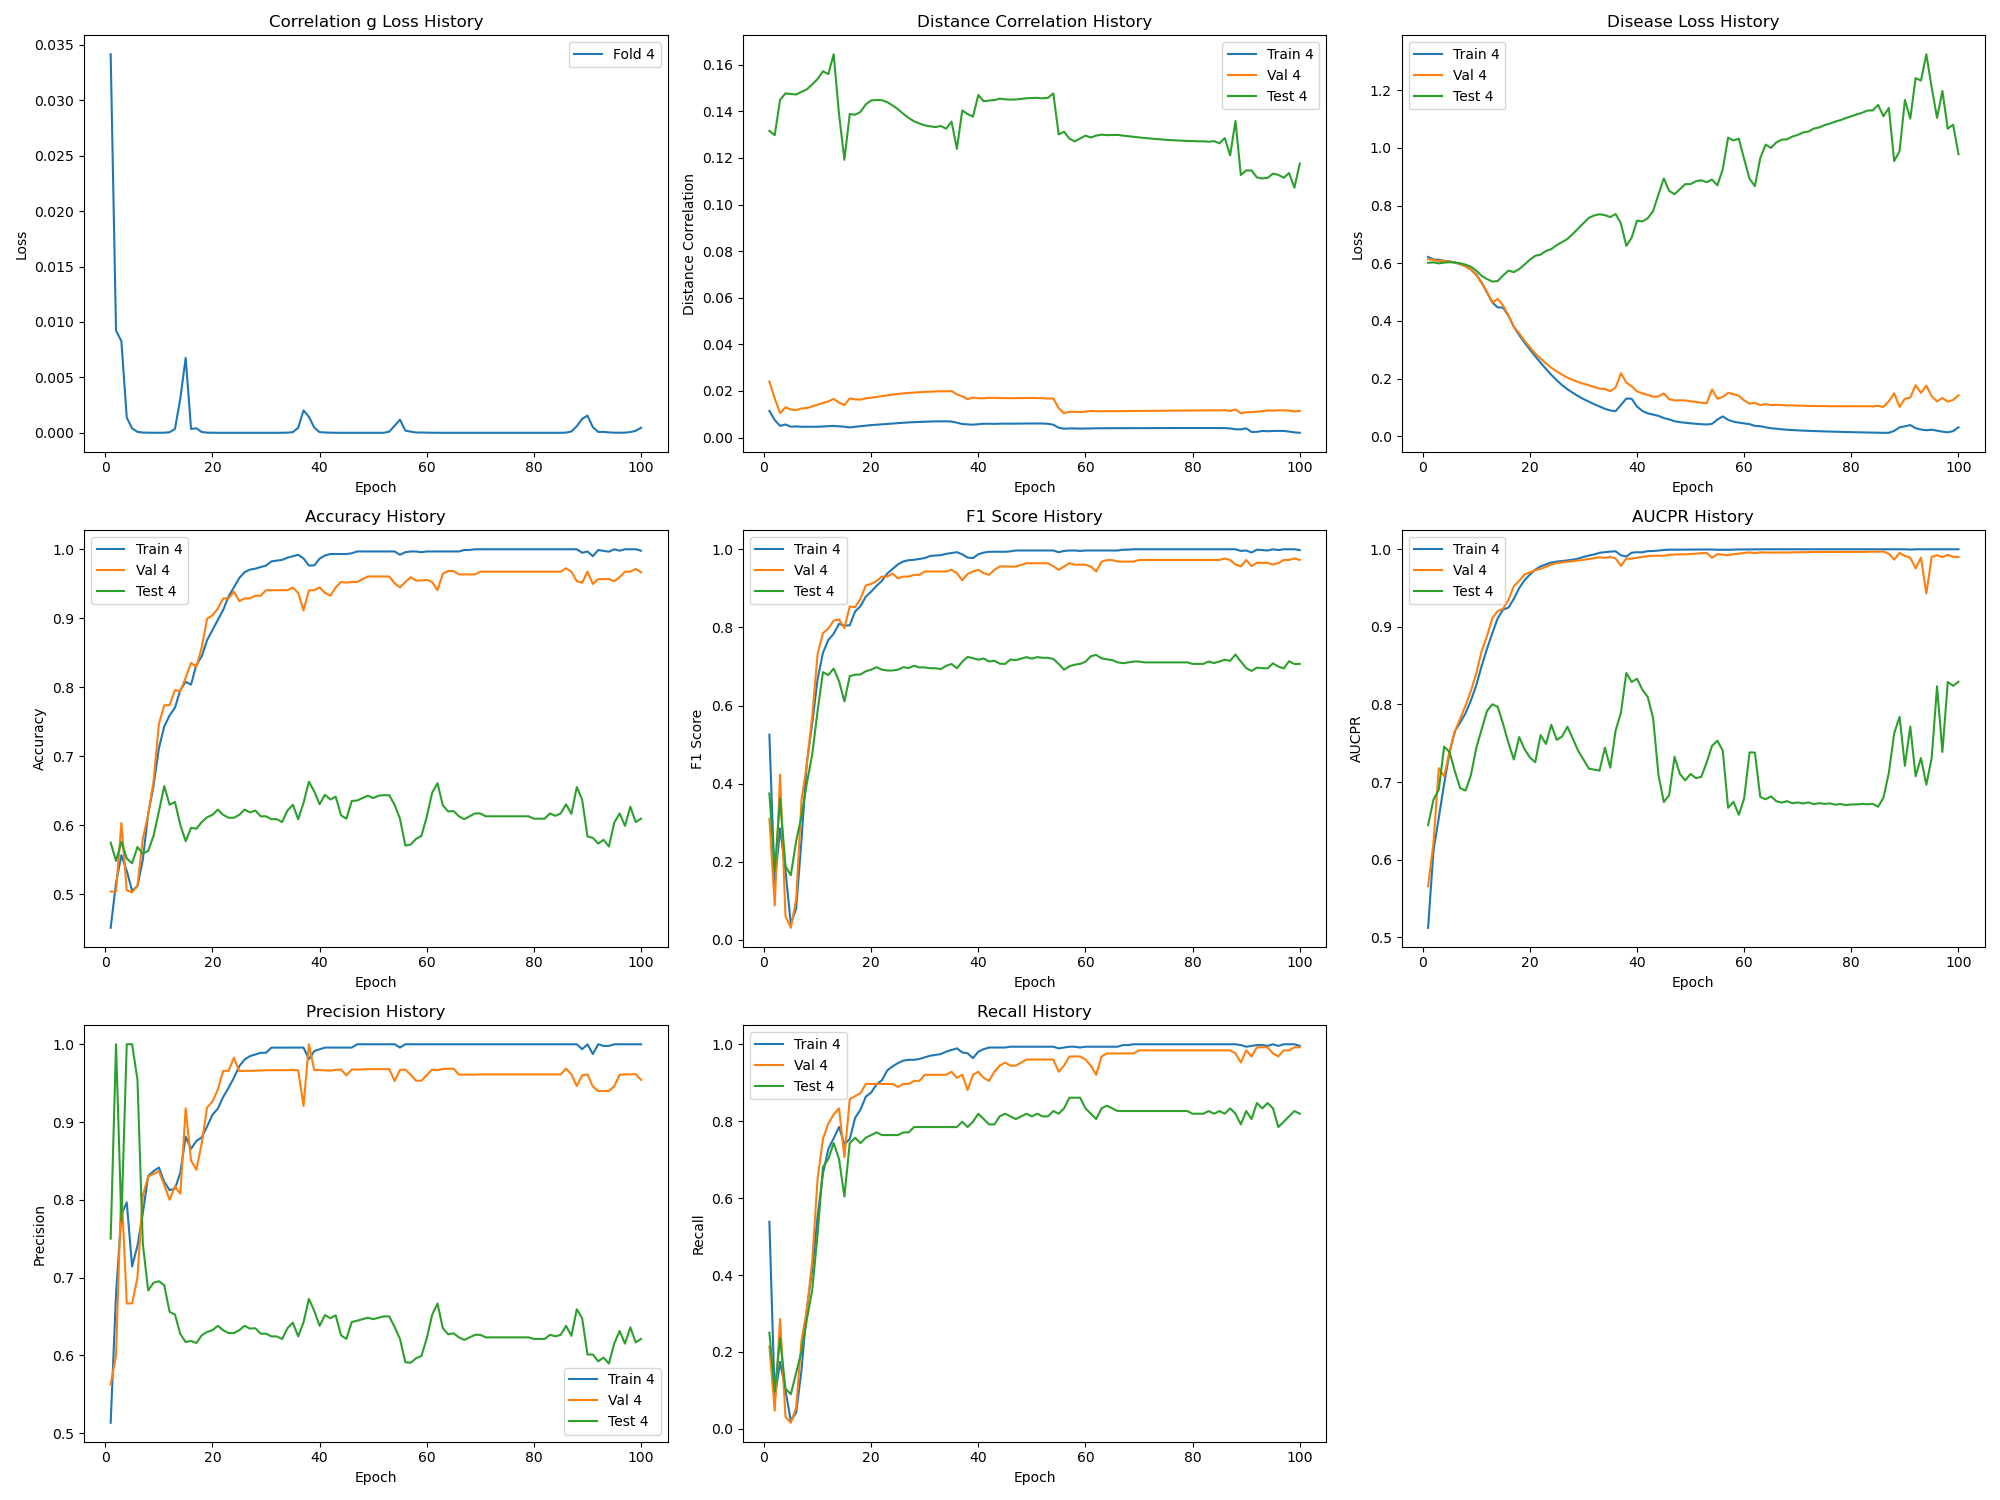 Correlation g Loss History
Loss
0.035
0.030
0.025
0.020
0.015
0.010
0.005
0.000
Fold 4
0 20 40 60 80 100
Epoch
Distance Correlation History
Distance Correlation
0.16
0.14
0.12
0.10
0.08
0.06
0.04
0.02
0.00
Train 4
Val 4
Test 4
0 20 40 60 80 100
Epoch
Disease Loss History
Loss
1.2
1.0
0.8
0.6
0.4
0.2
0.0
Train 4
Val 4
Test 4
0 20 40 60 80 100
Epoch
Accuracy History
Accuracy
1.0
0.9
0.8
0.7
0.6
0.5
Train 4
Val 4
Test 4
0 20 40 60 80 100
Epoch
F1 Score History
F1 Score
1.0
0.8
0.6
0.4
0.2
0.0
Train 4
Val 4
Test 4
0 20 40 60 80 100
Epoch
AUCPR History
AUCPR
1.0
0.9
0.8
0.7
0.6
0.5
Train 4
Val 4
Test 4
0 20 40 60 80 100
Epoch
Precision History
Precision
1.0
0.9
0.8
0.7
0.6
0.5
Train 4
Val 4
Test 4
0 20 40 60 80 100
Epoch
Recall History
Recall
1.0
0.8
0.6
0.4
0.2
0.0
Train 4
Val 4
Test 4
0 20 40 60 80 100
Epoch